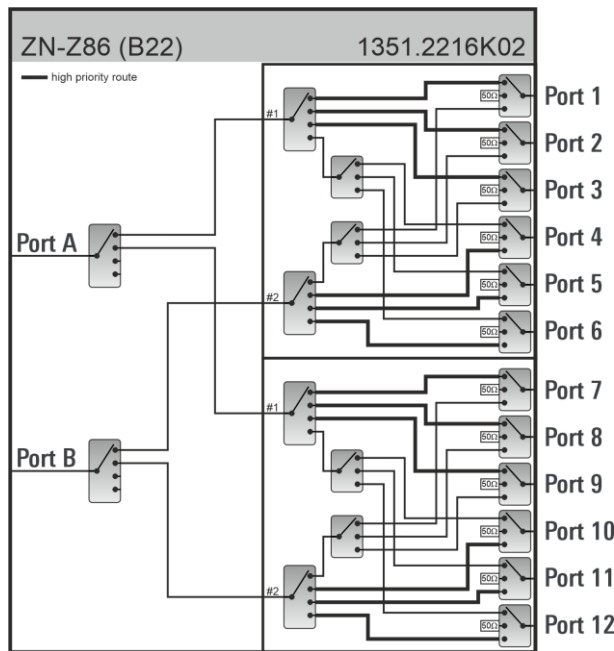 ZN-Z86 (B22) 1351.2216K02
high priority route
Port A
Port B
#1
#2
50Ω
50Ω
50Ω
50Ω
50Ω
50Ω
Port 1
Port 2
Port 3
Port 4
Port 5
Port 6
#1
#2
50Ω
50Ω
50Ω
50Ω
50Ω
50Ω
Port 7
Port 8
Port 9
Port 10
Port 11
Port 12